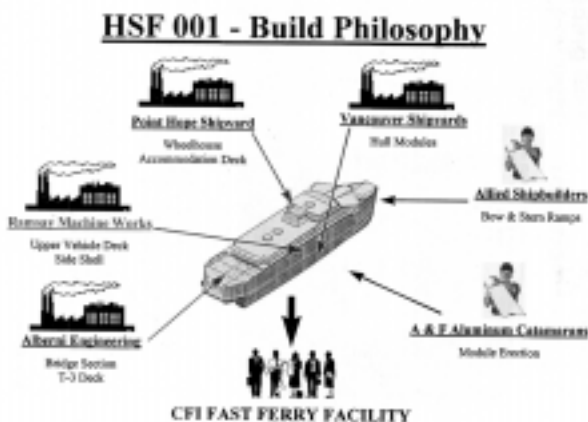 HSF 001 - Build Philosophy
Point Hope Shipyard
Wheelhouse
Accommodation Deck
Vancouver Shipyards
Hull Modules
Allied Shipbuilders
Bow & Stern Ramps
Ramsay Machine Works
Upper Vehicle Deck
Side Shell
Alberni Engineering
Bridge Section
T-3 Deck
A & F Aluminum Catamarans
Module Erection
CFI FAST FERRY FACILITY